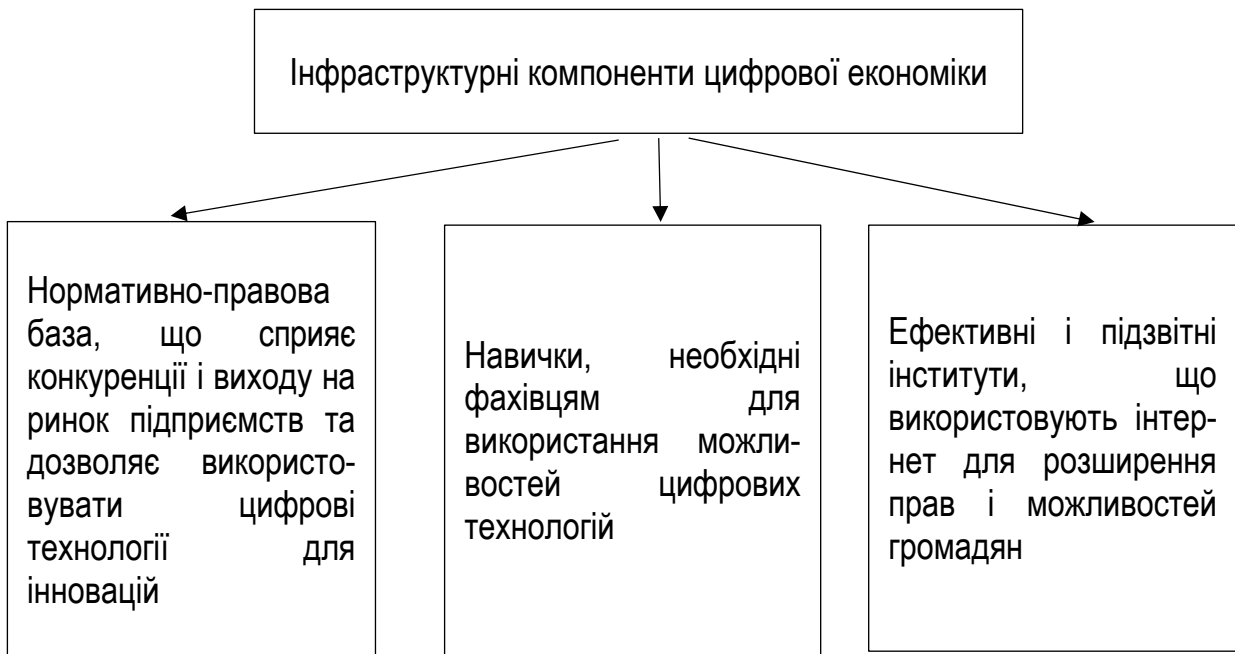 Інфраструктурні компоненти цифрової економіки
Нормативно-правова
база, що сприяє
конкуренції і виходу на
ринок підприємств та
дозволяє використо-
вувати цифрові
технології для
інновацій
Навички, необхідні
фахівцям для
використання можли-
востей цифрових
технологій
Ефективні і підзвітні
інститути, що
використовують інтер-
нет для розширення
прав і можливостей
громадян